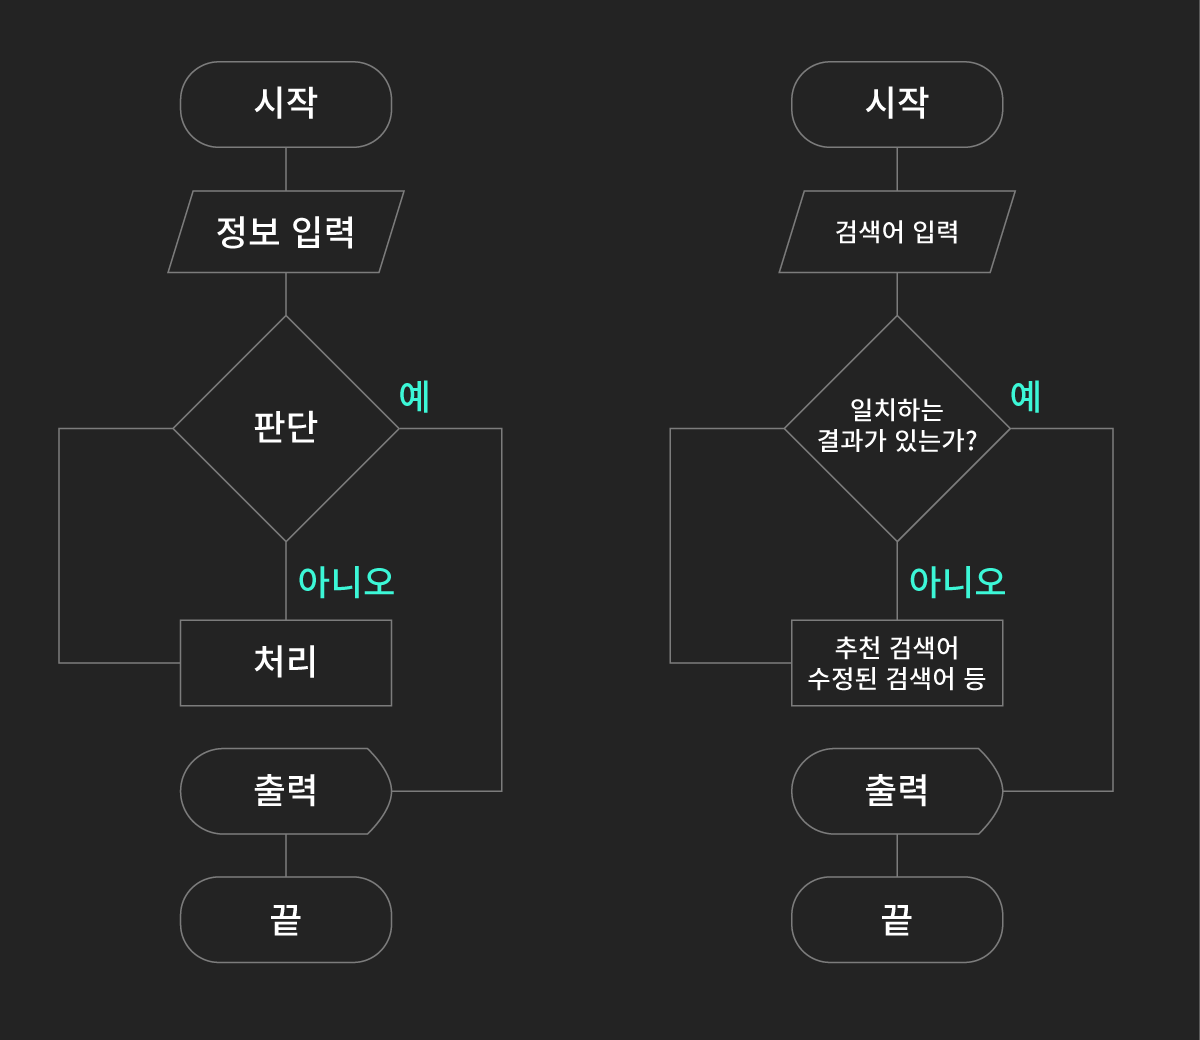 시작
정보 입력
판단
예
아니오
처리
출력
끝
시작
검색어 입력
일치하는
결과가 있는가?
예
아니오
추천 검색어
수정된 검색어 등
출력
끝